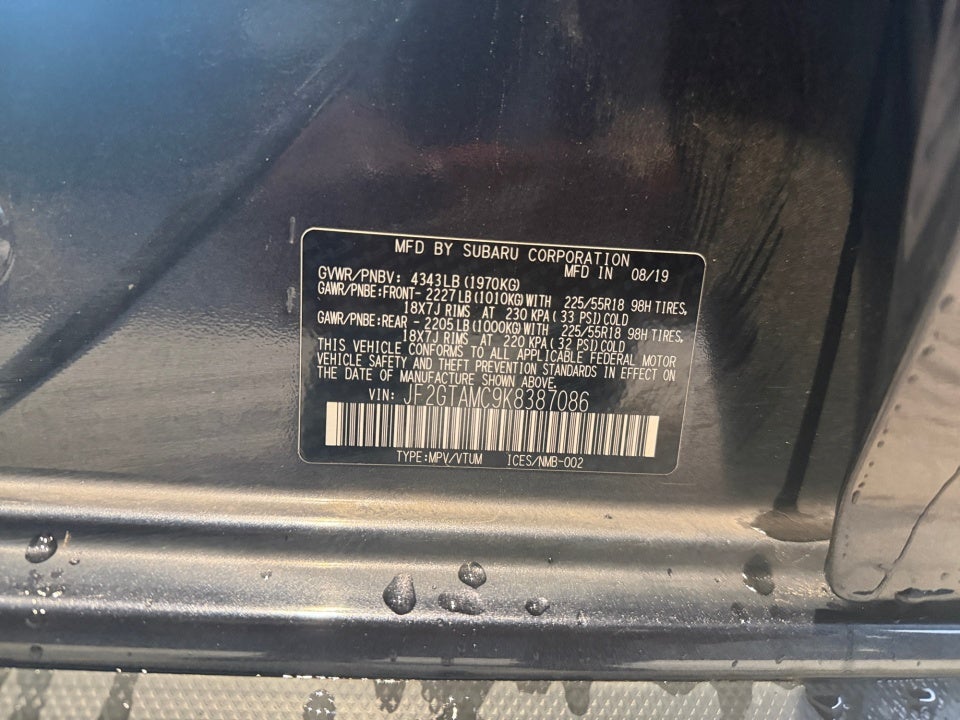 MFD BY SUBARU CORPORATION
MFD IN 08/19
GVWR/PNBV: 4343LB(1970KG)
GAWR/PNBE:FRONT- 2227LB(1010KG)WITH 225/55R18 98H TIRES,
18X7J RIMS AT 230 KPA( 33 PSI)COLD
GAWR/PNBE:REAR - 2205LB(1000KG)WITH 225/55R18 98H TIRES,
18X7J RIMS AT 220 KPA( 32 PSI)COLD
THIS VEHICLE CONFORMS TO ALL APPLICABLE FEDERAL MOTOR
VEHICLE SAFETY AND THEFT PREVENTION STANDARDS IN EFFECT ON
THE DATE OF MANUFACTURE SHOWN ABOVE.
VIN: JF2GTAMC9K8387086
TYPE:MPV/VTUM ICES/NMB-002